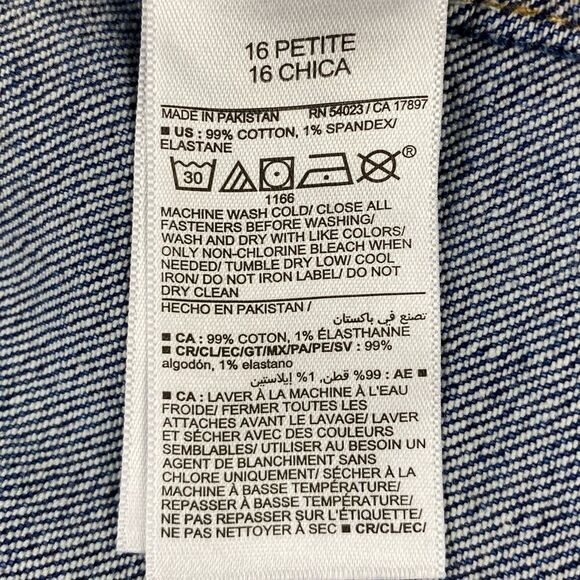 16 PETITE
16 CHICA
MADE IN PAKISTAN RN 54023 / CA 17897
■ US : 99% COTTON, 1% SPANDEX/
ELASTANE
30 ®
1166
MACHINE WASH COLD/ CLOSE ALL
FASTENERS BEFORE WASHING/
WASH AND DRY WITH LIKE COLORS/
ONLY NON-CHLORINE BLEACH WHEN
NEEDED/ TUMBLE DRY LOW/ COOL
IRON/ DO NOT IRON LABEL/ DO NOT
DRY CLEAN
HECHO EN PAKISTAN /
تصنع في باكستان
■ CA : 99% COTON, 1% ÉLASTHANNE
■ CR/CL/EC/GT/MX/PA/PE/SV : 99%
algodón, 1% elastano
■ AE : 99% قطن, 1% إيلاستين
■ CA : LAVER À LA MACHINE À L'EAU
FROIDE/ FERMER TOUTES LES
ATTACHES AVANT LE LAVAGE/ LAVER
ET SÉCHER AVEC DES COULEURS
SEMBLABLES/ UTILISER AU BESOIN UN
AGENT DE BLANCHIMENT SANS
CHLORE UNIQUEMENT/ SÉCHER À LA
MACHINE À BASSE TEMPÉRATURE/
REPASSER À BASSE TEMPÉRATURE/
NE PAS REPASSER SUR L'ÉTIQUETTE/
NE PAS NETTOYER À SEC ■ CR/CL/EC/